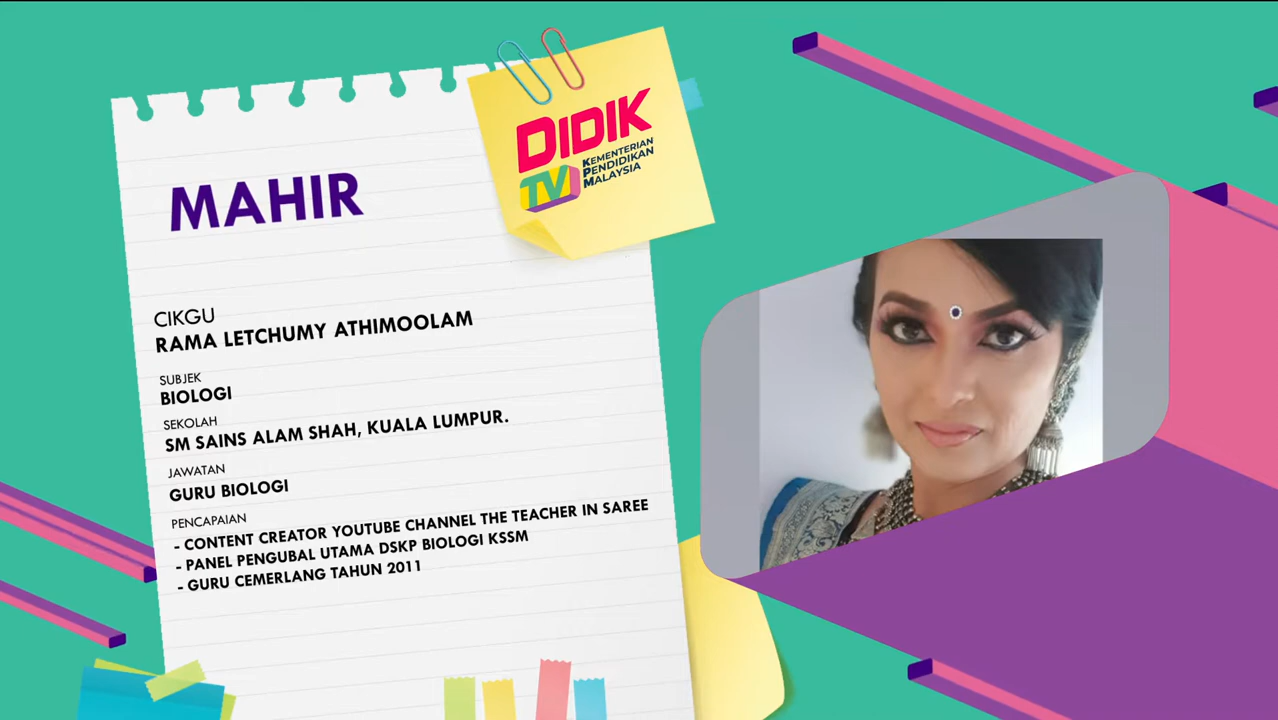 MAHIR
DIDIK
TV
KEMENTERIAN
PENDIDIKAN
MALAYSIA
CIKGU
RAMA LETCHUMY ATHIMOOLAM
SUBJEK
BIOLOGI
SEKOLAH
SM SAINS ALAM SHAH, KUALA LUMPUR.
JAWATAN
GURU BIOLOGI
PENCAPAIAN
- CONTENT CREATOR YOUTUBE CHANNEL THE TEACHER IN SAREE
- PANEL PENGUBAL UTAMA DSKP BIOLOGI KSSM
- GURU CEMERLANG TAHUN 2011